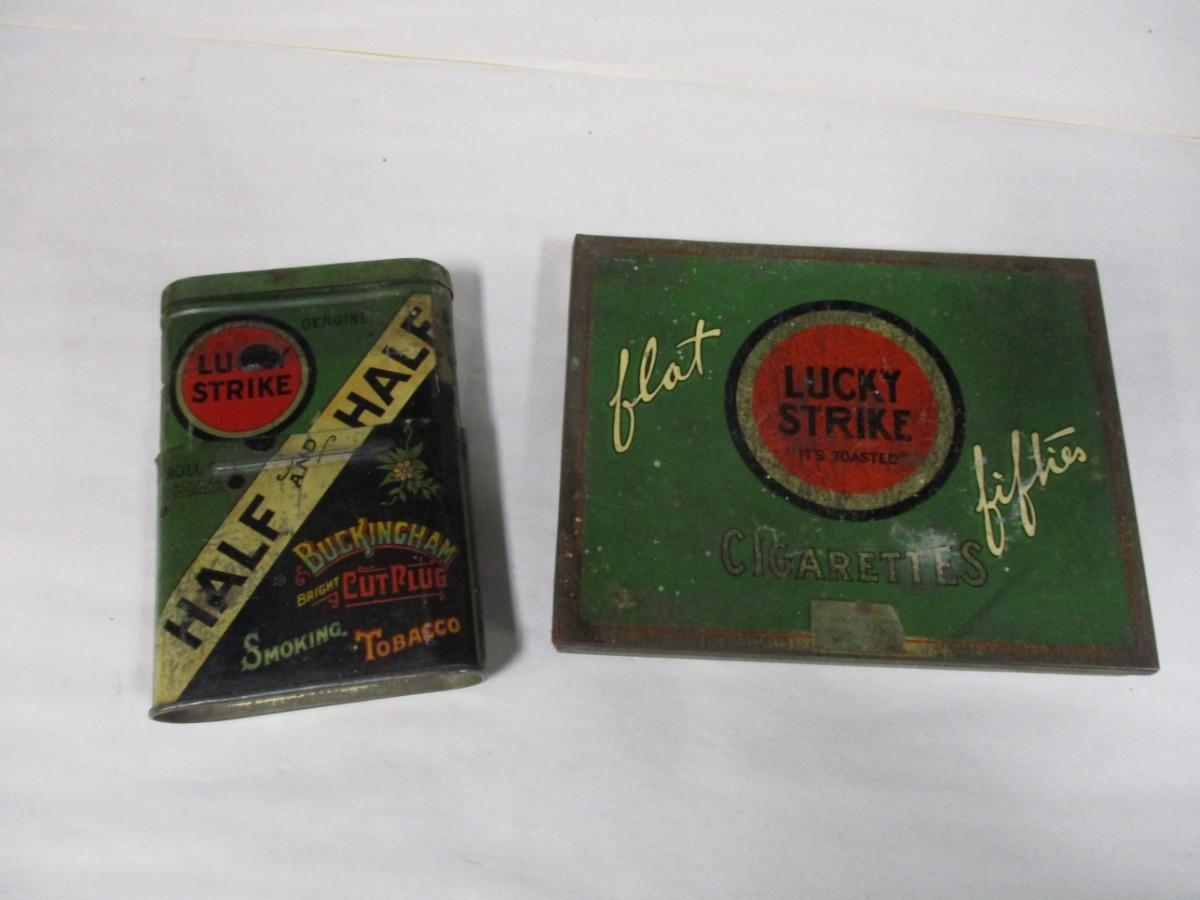 GENUINE
LUCKY
STRIKE
ROLL
HALF AND HALF
BUCKINGHAM
BRIGHT CUT PLUG
SMOKING TOBACCO
flat
LUCKY
STRIKE
"IT'S TOASTED"
fifties
CIGARETTES